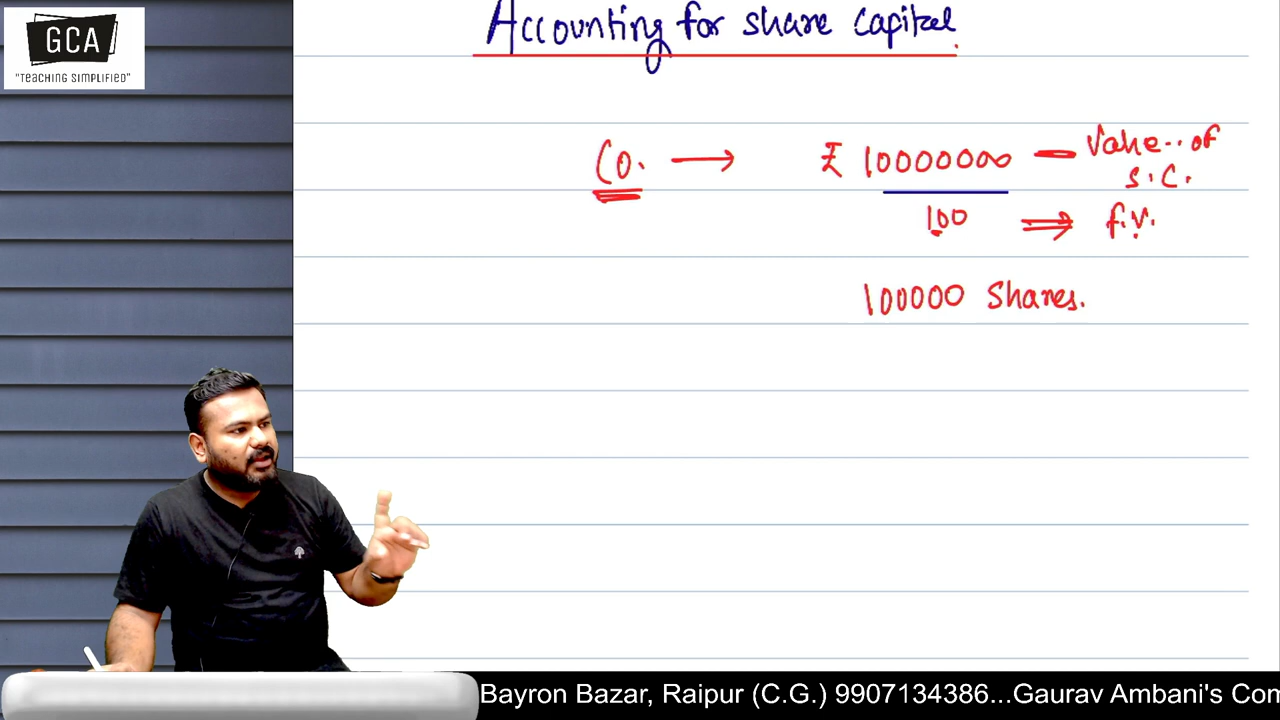 GCA
"TEACHING SIMPLIFIED"
Accounting for share capital
Co. → ₹ 10000000 — Value.. of
S.C.
100 ⇒ f.v.
100000 Shares.
Bayron Bazar, Raipur (C.G.) 9907134386...Gaurav Ambani's Com